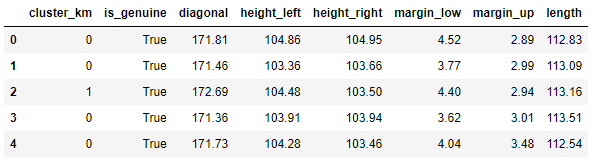 cluster_km is_genuine diagonal height_left height_right margin_low margin_up length
0 0 True 171.81 104.86 104.95 4.52 2.89 112.83
1 0 True 171.46 103.36 103.66 3.77 2.99 113.09
2 1 True 172.69 104.48 103.50 4.40 2.94 113.16
3 0 True 171.36 103.91 103.94 3.62 3.01 113.51
4 0 True 171.73 104.28 103.46 4.04 3.48 112.54